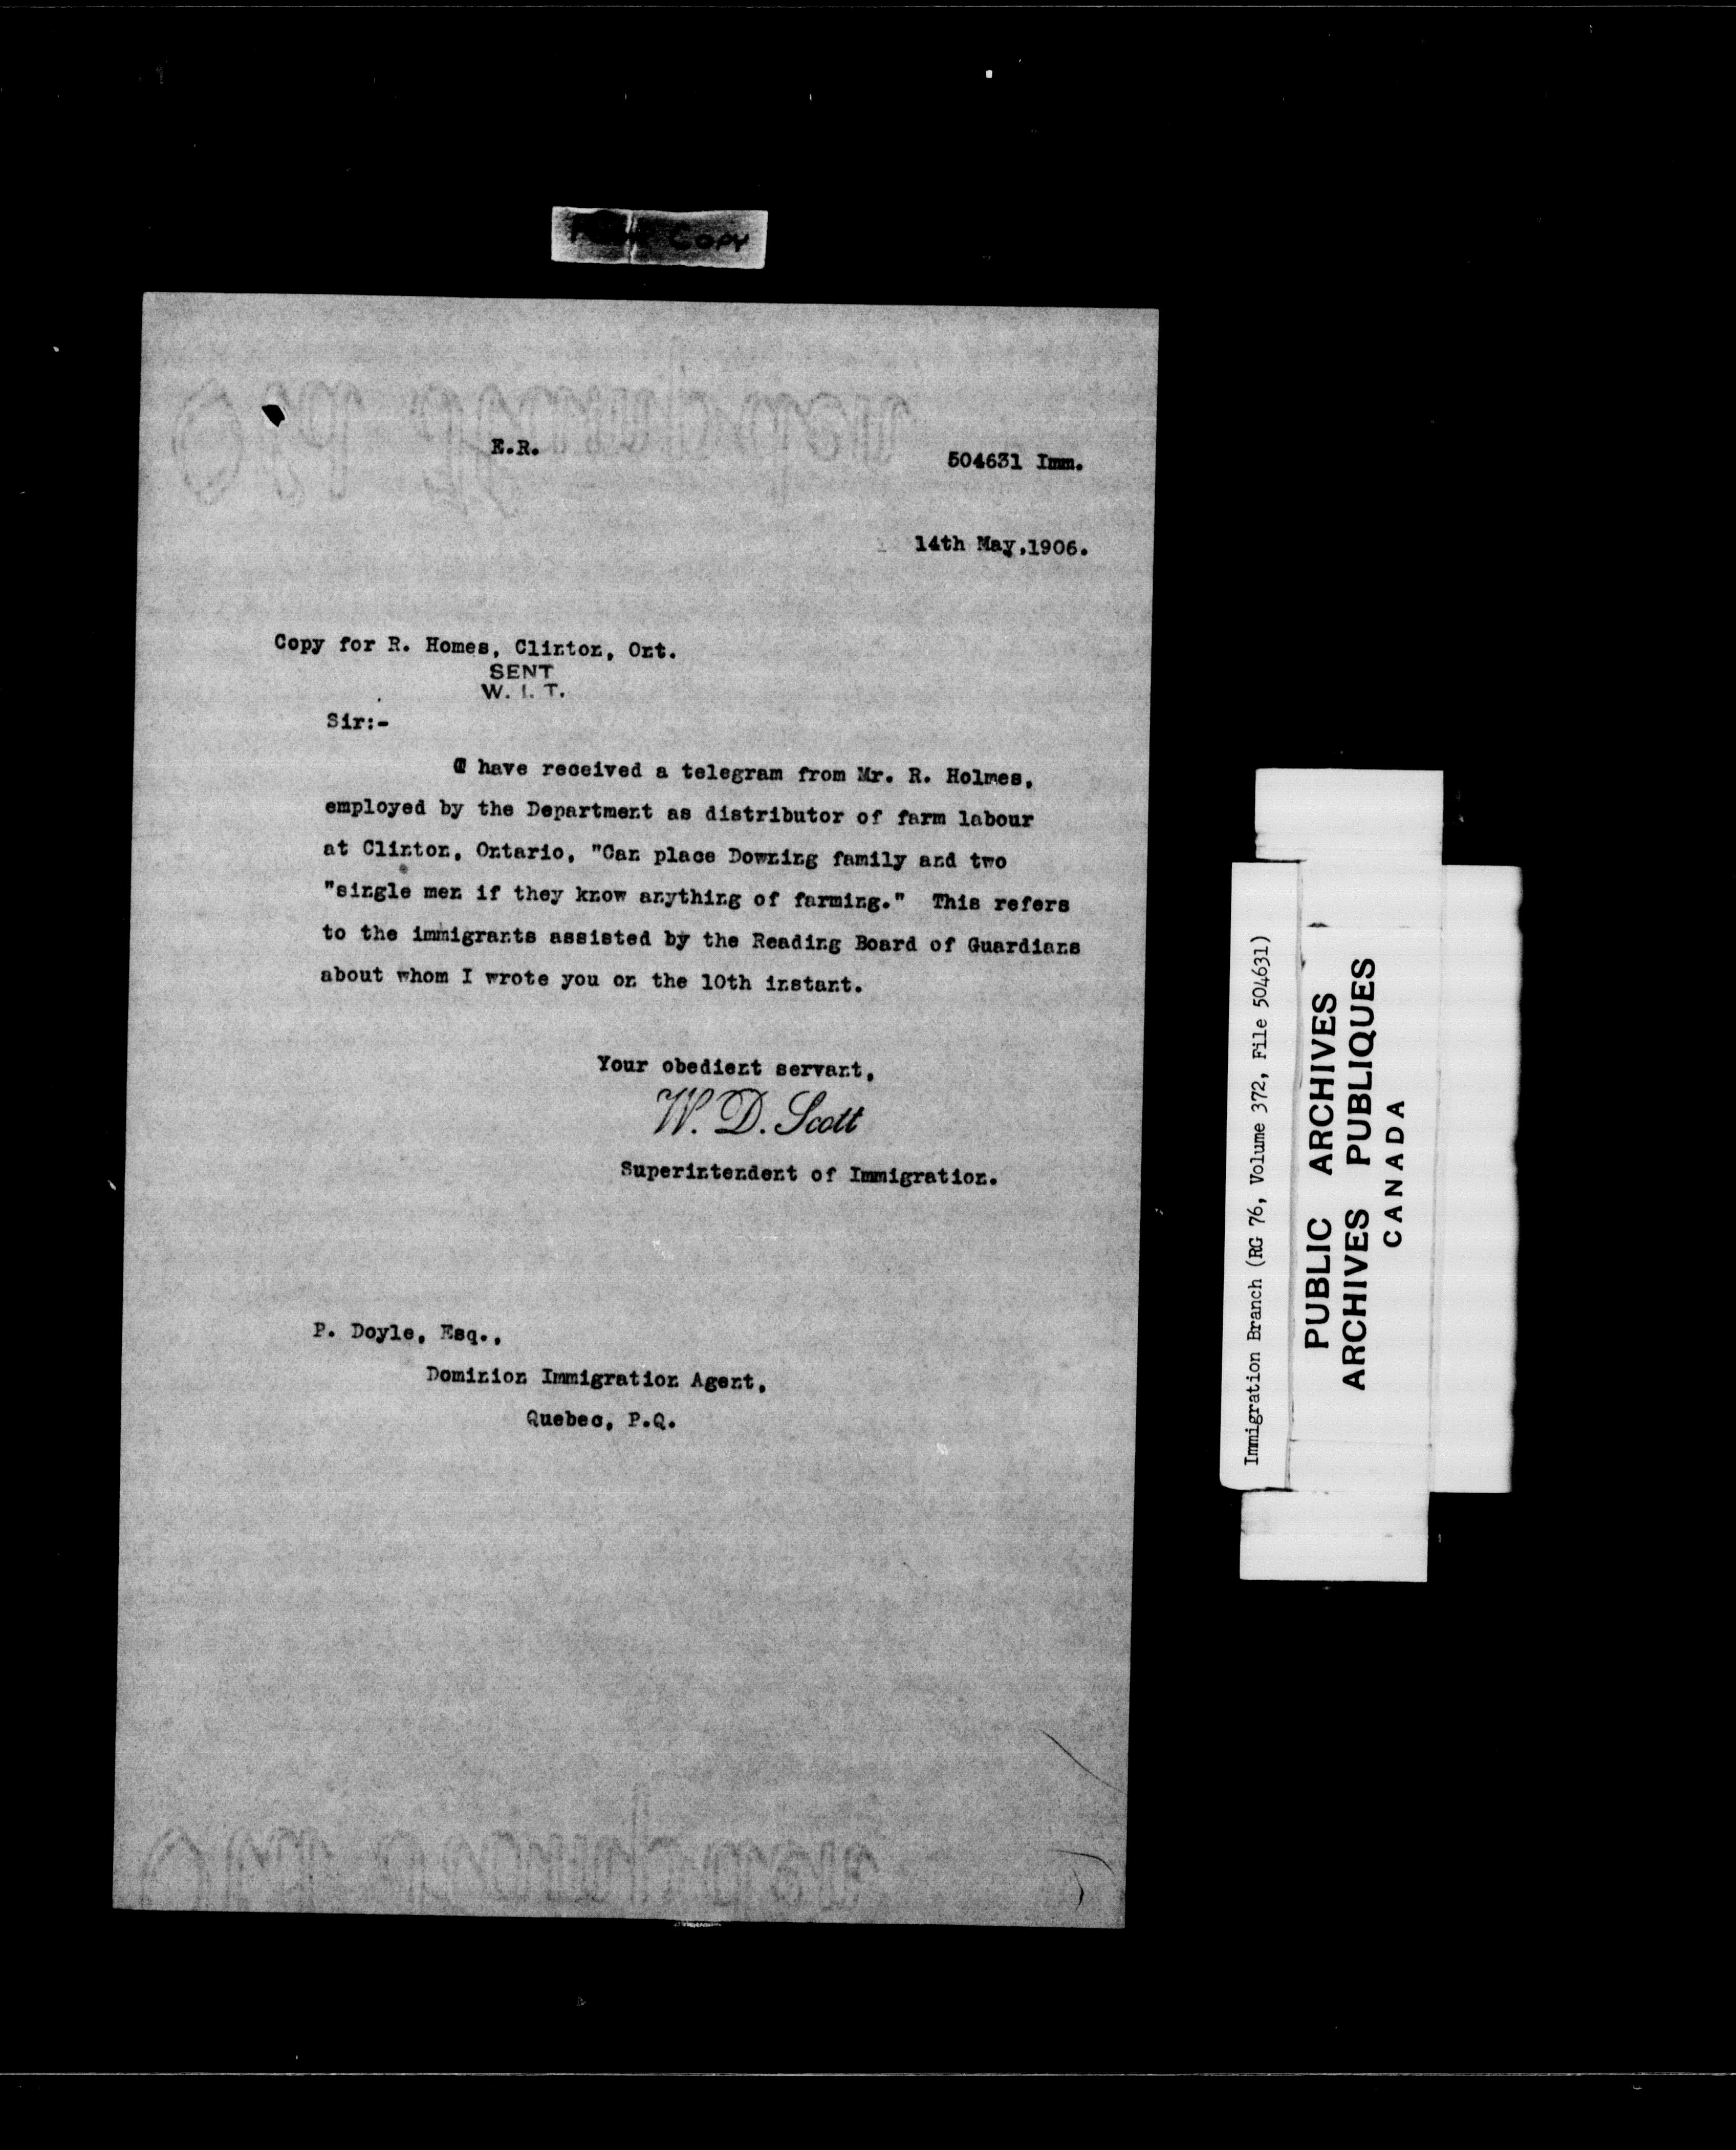 Copy
E.R.
504631 Imm.
14th May,1906.
Copy for R. Homes, Clinton, Ont.
SENT
W. I. T.
Sir:-
I have received a telegram from Mr. R. Holmes,
employed by the Department as distributor of farm labour
at Clinton, Ontario, "Can place Downing family and two
"single men if they know anything of farming." This refers
to the immigrants assisted by the Reading Board of Guardians
about whom I wrote you on the 10th instant.
Your obedient servant,
W. D. Scott
Superintendent of Immigration.
P. Doyle, Esq.,
Dominion Immigration Agent,
Quebec, P.Q.
Immigration Branch (RG 76, Volume 372, File 504631)
PUBLIC ARCHIVES
ARCHIVES PUBLIQUES
CANADA